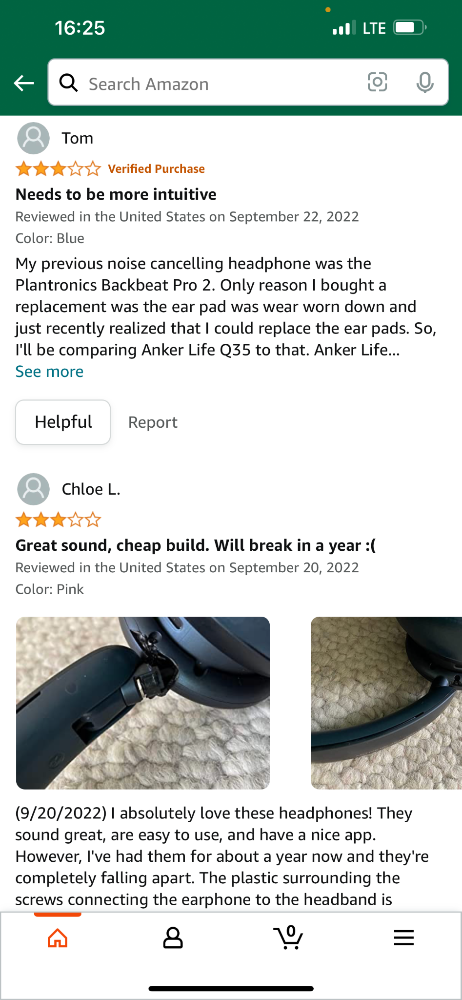 16:25
LTE
Search Amazon
Tom
Verified Purchase
Needs to be more intuitive
Reviewed in the United States on September 22, 2022
Color: Blue
My previous noise cancelling headphone was the
Plantronics Backbeat Pro 2. Only reason I bought a
replacement was the ear pad was wear worn down and
just recently realized that I could replace the ear pads. So,
I'll be comparing Anker Life Q35 to that. Anker Life...
See more
Helpful
Report
Chloe L.
Great sound, cheap build. Will break in a year :(
Reviewed in the United States on September 20, 2022
Color: Pink
(9/20/2022) I absolutely love these headphones! They
sound great, are easy to use, and have a nice app.
However, I've had them for about a year now and they're
completely falling apart. The plastic surrounding the
screws connecting the earphone to the headband is
0